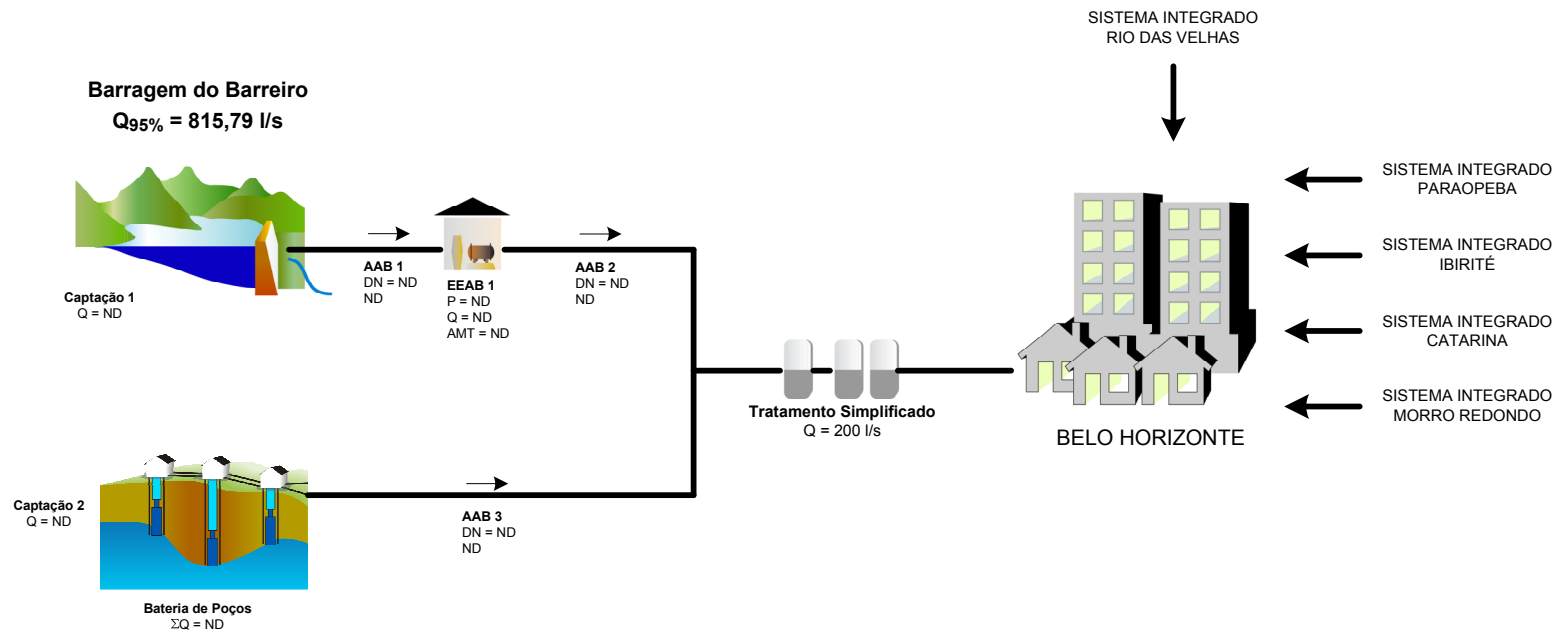 SISTEMA INTEGRADO
RIO DAS VELHAS
Barragem do Barreiro
Q95% = 815,79 l/s
SISTEMA INTEGRADO
PARAOPEBA
SISTEMA INTEGRADO
IBIRITÉ
SISTEMA INTEGRADO
CATARINA
SISTEMA INTEGRADO
MORRO REDONDO
Captação 1
Q = ND
AAB 1
DN = ND
ND
EEAB 1
P = ND
Q = ND
AMT = ND
AAB 2
DN = ND
ND
Tratamento Simplificado
Q = 200 l/s
BELO HORIZONTE
Captação 2
Q = ND
AAB 3
DN = ND
ND
Bateria de Poços
ΣQ = ND